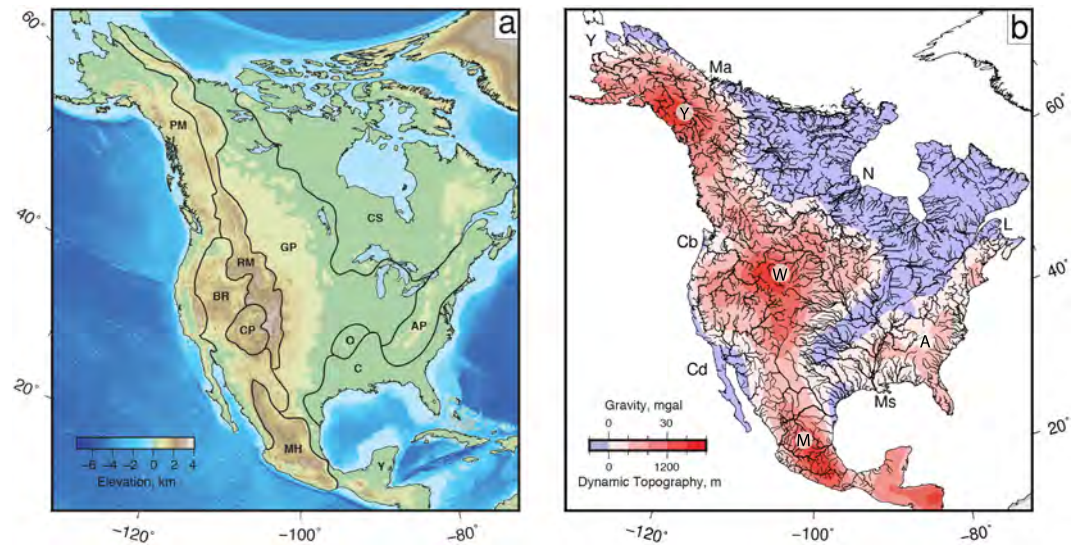 a
60°
40°
20°
PM
CS
GP
RM
BR
CP
AP
O
C
MH
Y
−6 −4 −2 0 2 4
Elevation, km
−120° −100° −80°
b
Y
Ma
Y
60°
N
L
Cb
W
40°
A
Cd
Ms
Gravity, mgal
0 30
M
20°
0 1200
Dynamic Topography, m
−120° −100° −80°